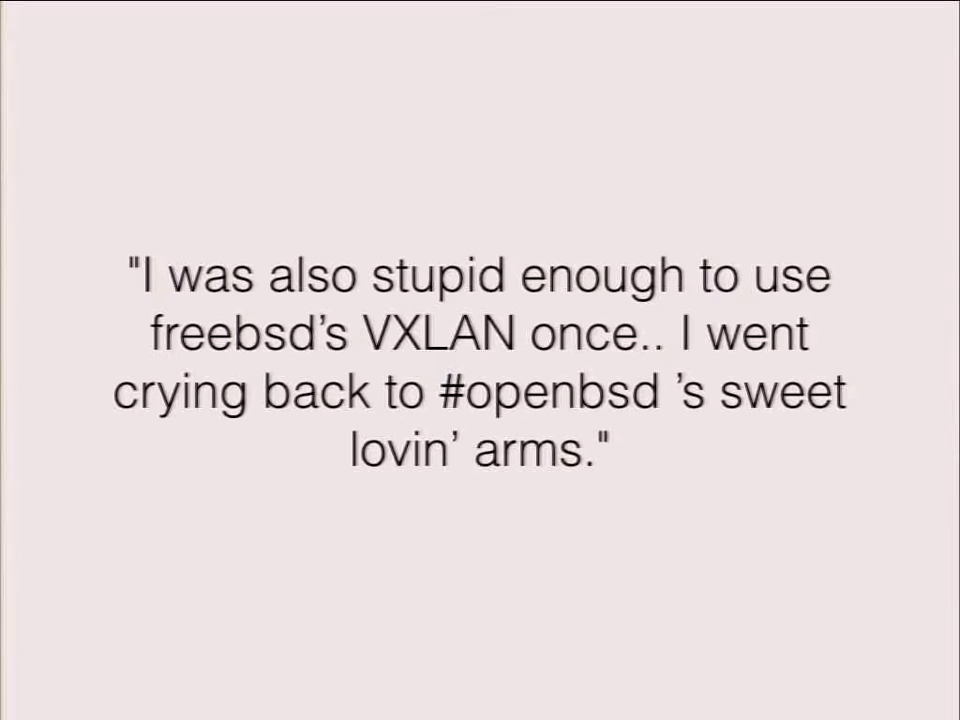 "I was also stupid enough to use
freebsd’s VXLAN once.. I went
crying back to #openbsd ’s sweet
lovin’ arms."